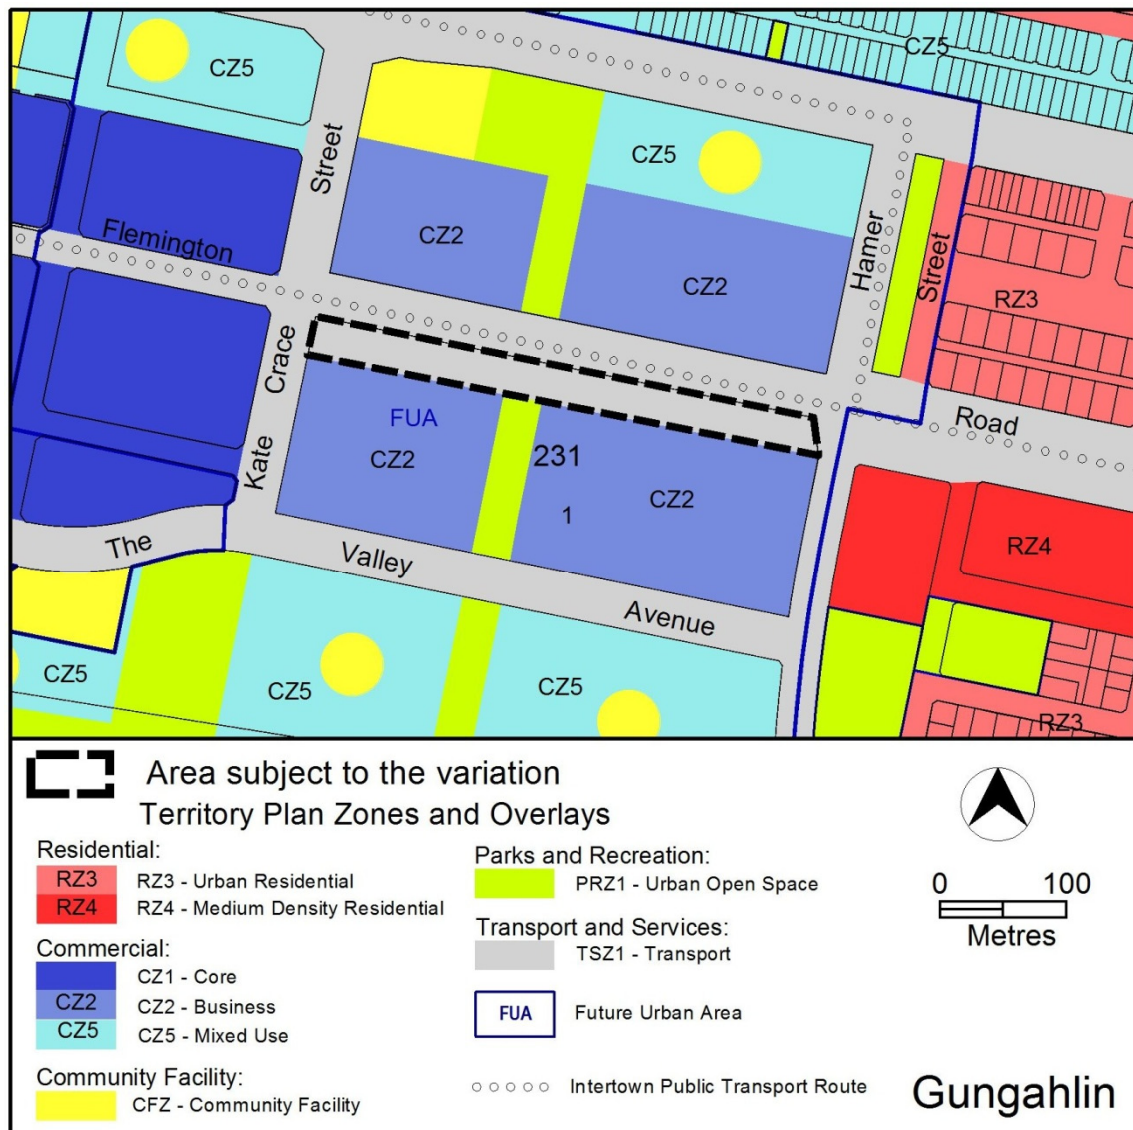 CZ5
CZ5
CZ5
Street
Flemington
CZ2
CZ2
Hamer
Street
RZ3
Kate Crace
FUA
CZ2
231
1
CZ2
Road
The
Valley
Avenue
RZ4
CZ5
CZ5
CZ5
RZ3
Area subject to the variation
Territory Plan Zones and Overlays
Residential:
RZ3 RZ3 - Urban Residential
RZ4 RZ4 - Medium Density Residential
Commercial:
CZ1 - Core
CZ2 CZ2 - Business
CZ5 CZ5 - Mixed Use
Community Facility:
CFZ - Community Facility
Parks and Recreation:
PRZ1 - Urban Open Space
Transport and Services:
TSZ1 - Transport
FUA Future Urban Area
Intertown Public Transport Route
0 100
Metres
Gungahlin